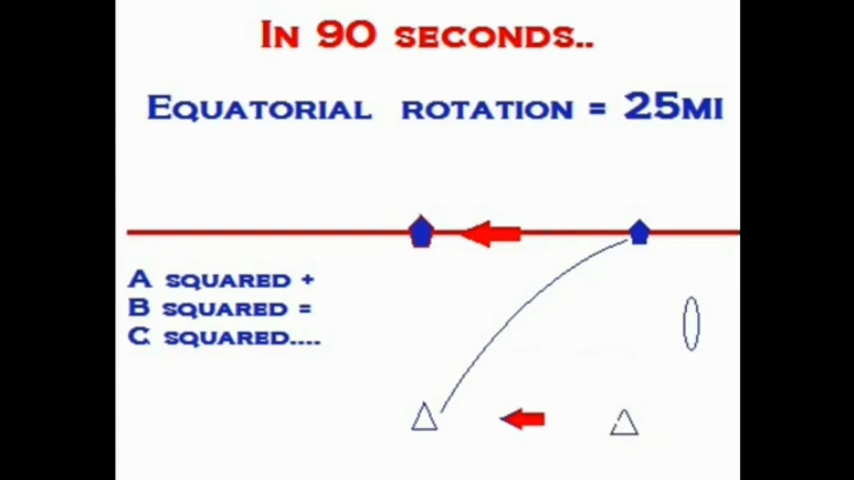 In 90 seconds..
Equatorial rotation = 25mi
A squared +
B squared =
C squared....